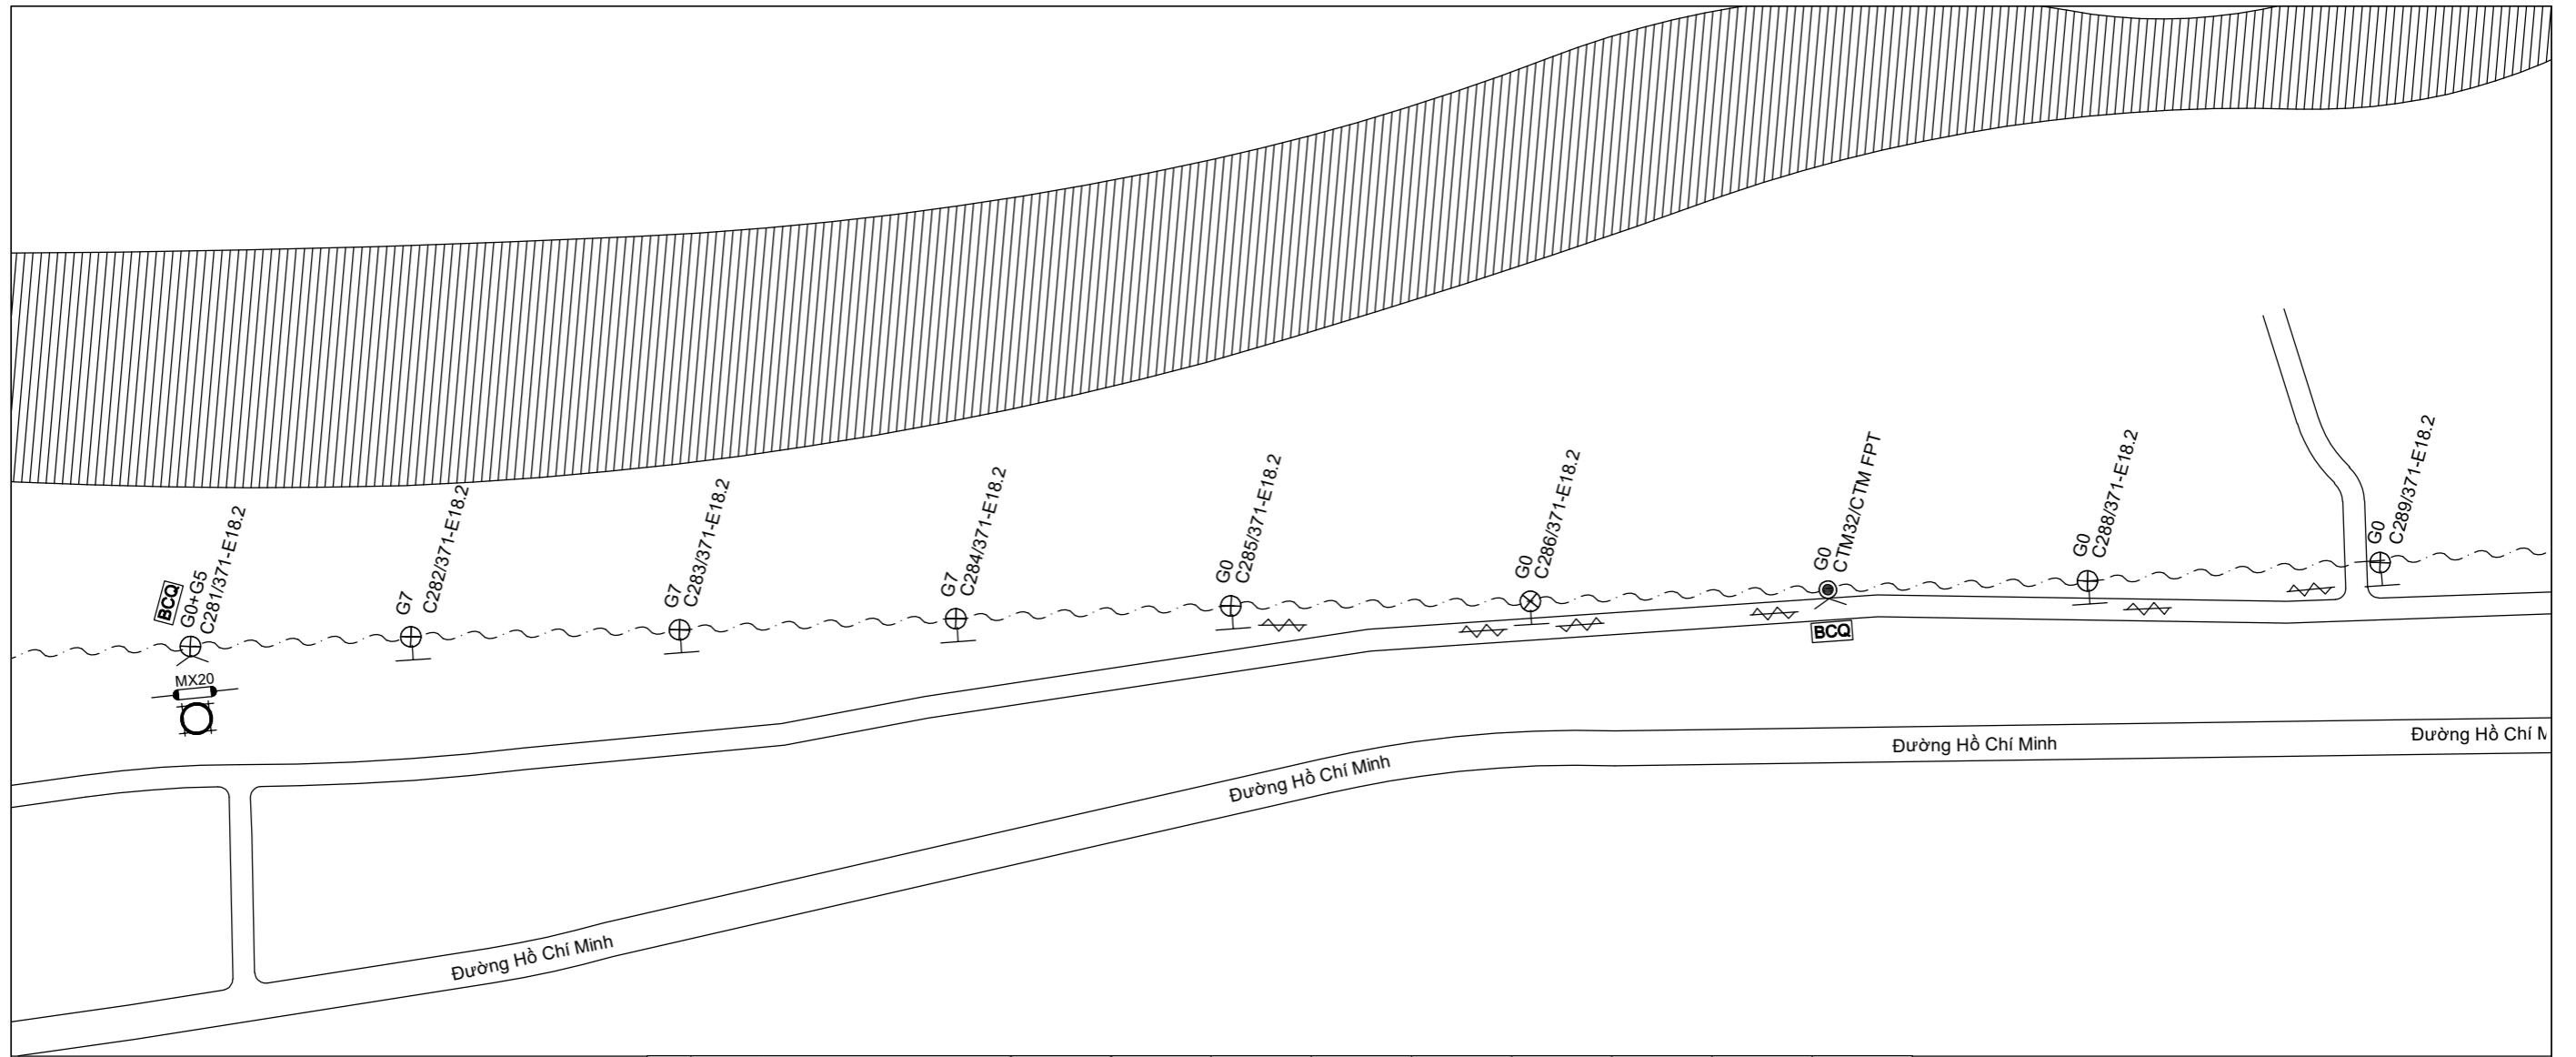 BCQ
G0+G5
C281/371-E18.2
MX20
G7
C282/371-E18.2
G7
C283/371-E18.2
G7
C284/371-E18.2
G0
C285/371-E18.2
G0
C286/371-E18.2
G0
CTM32/CTM FPT
BCQ
G0
C288/371-E18.2
G0
C289/371-E18.2
Đường Hồ Chí Minh
Đường Hồ Chí Minh
Đường Hồ Chí Minh
Đường Hồ Chí